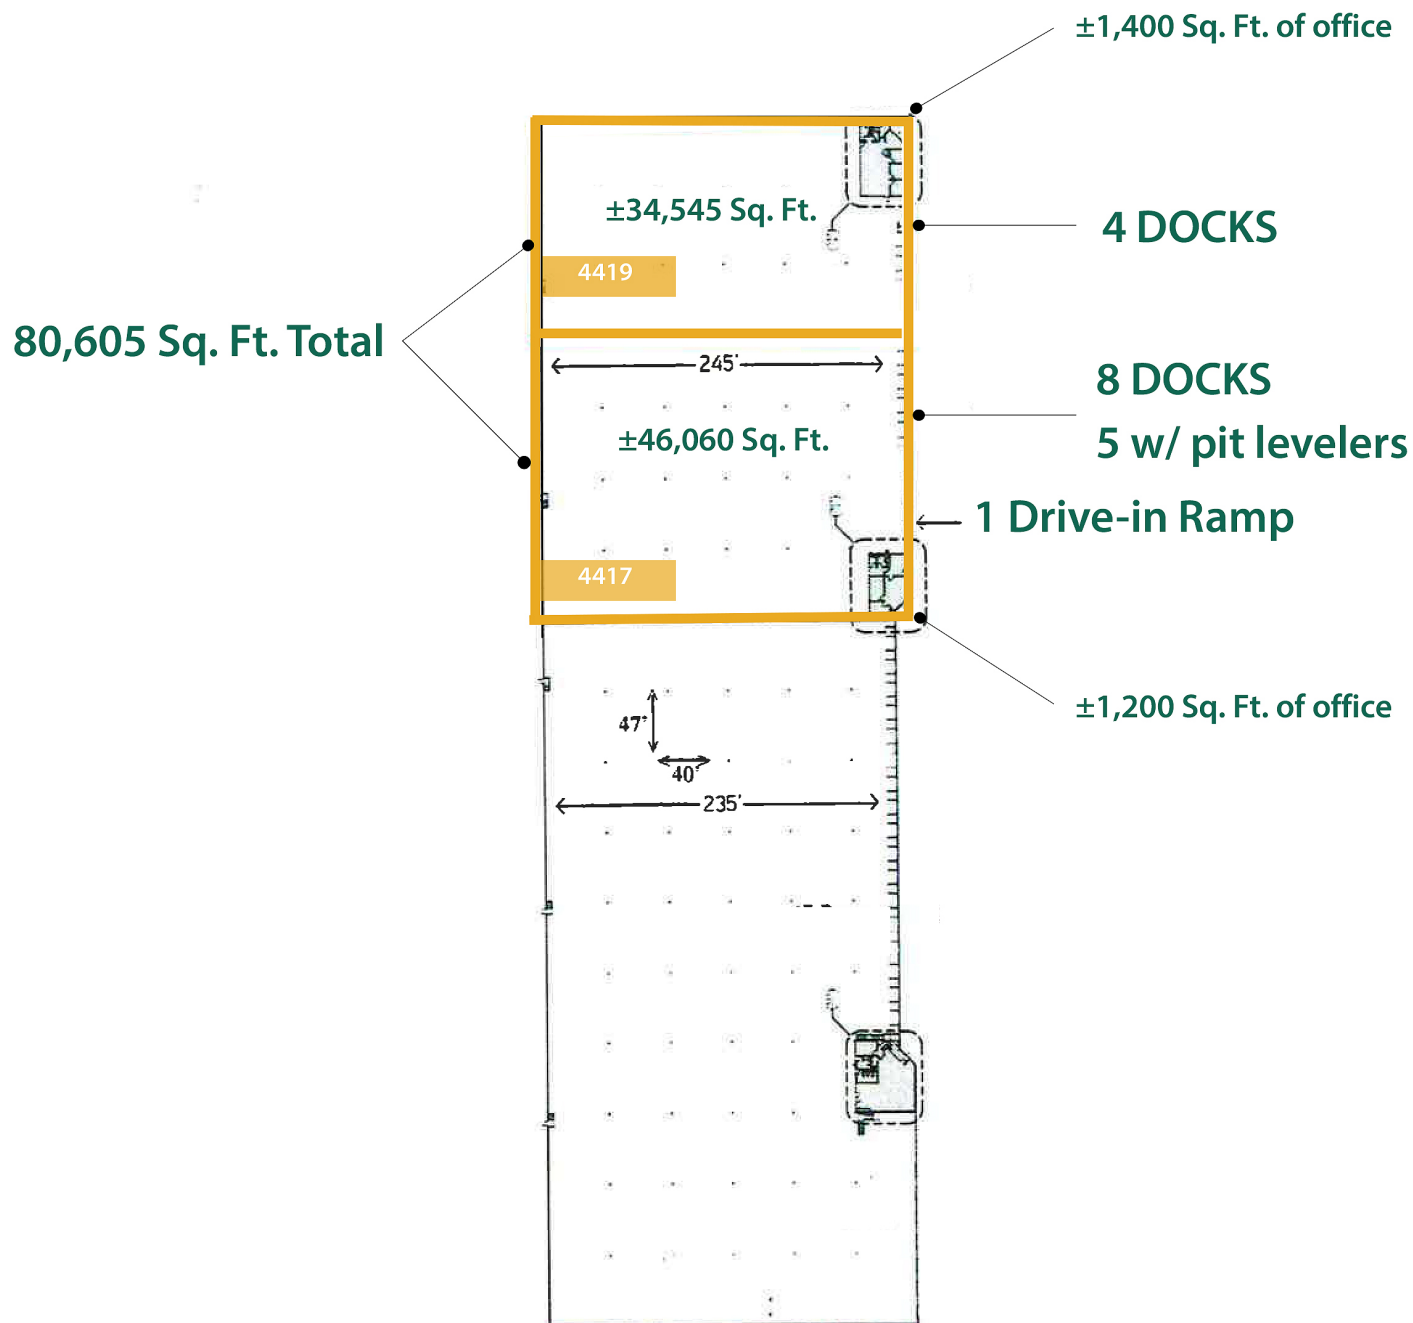 ±1,400 Sq. Ft. of office
±34,545 Sq. Ft.
4 DOCKS
4419
80,605 Sq. Ft. Total
245'
8 DOCKS
±46,060 Sq. Ft.
5 w/ pit levelers
1 Drive-in Ramp
4417
±1,200 Sq. Ft. of office
47'
40'
235'